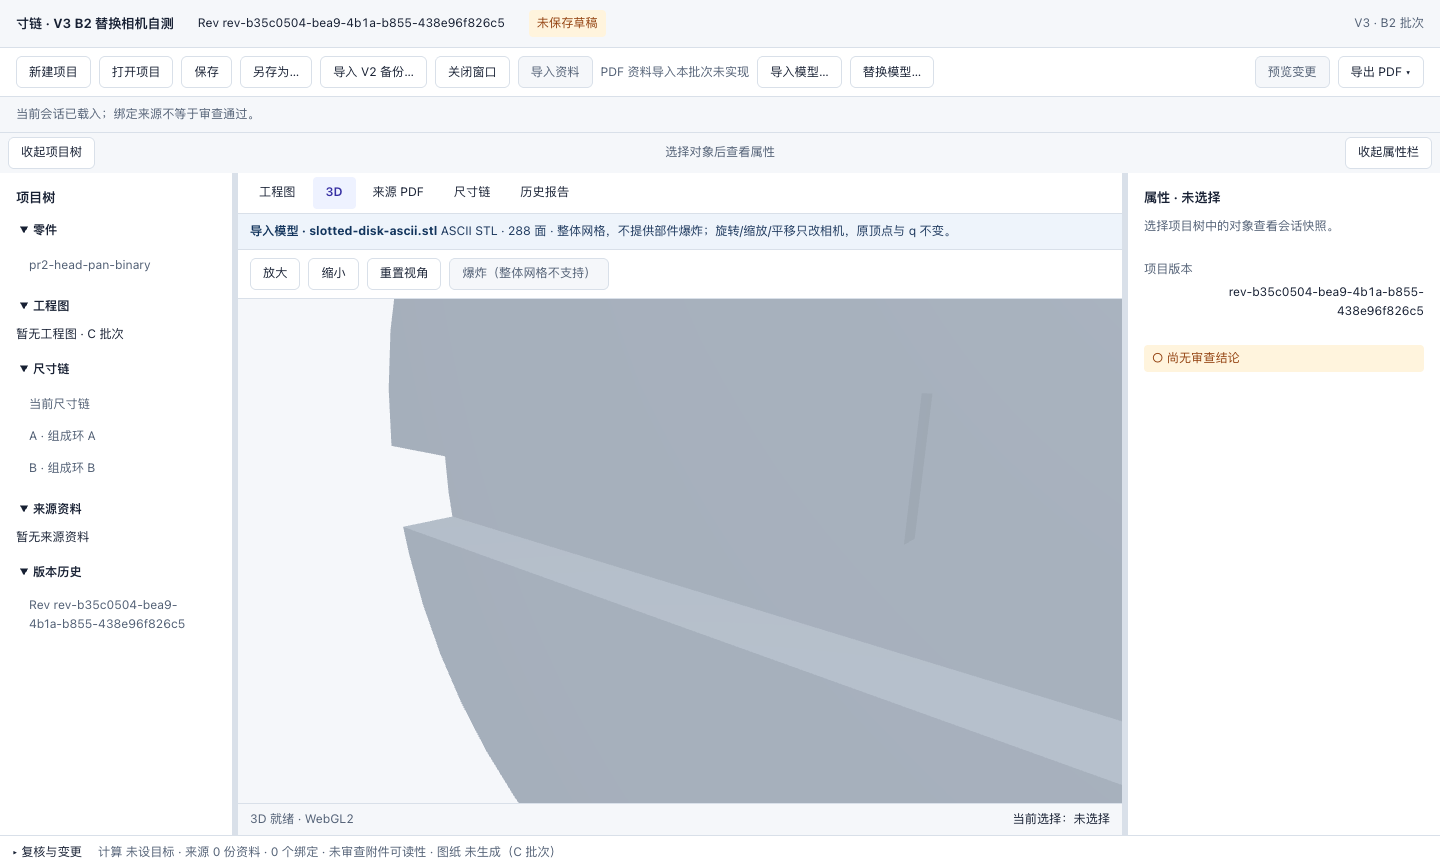 寸链 · V3 B2 替换相机自测 Rev rev-b35c0504-bea9-4b1a-b855-438e96f826c5 未保存草稿 V3 · B2 批次
新建项目 打开项目 保存 另存为... 导入 V2 备份... 关闭窗口 导入资料 PDF 资料导入本批次未实现 导入模型... 替换模型... 预览变更 导出 PDF
当前会话已载入；绑定来源不等于审查通过。
收起项目树 选择对象后查看属性 收起属性栏
项目树
零件
pr2-head-pan-binary
工程图
暂无工程图 · C 批次
尺寸链
当前尺寸链
A · 组成环 A
B · 组成环 B
来源资料
暂无来源资料
版本历史
Rev rev-b35c0504-bea9-
4b1a-b855-438e96f826c5
工程图 3D 来源 PDF 尺寸链 历史报告
导入模型 · slotted-disk-ascii.stl ASCII STL · 288 面 · 整体网格，不提供部件爆炸；旋转/缩放/平移只改相机，原顶点与 q 不变。
放大 缩小 重置视角 爆炸（整体网格不支持）
3D 就绪 · WebGL2 当前选择：未选择
属性 · 未选择
选择项目树中的对象查看会话快照。
项目版本
rev-b35c0504-bea9-4b1a-b855-
438e96f826c5
尚无审查结论
复核与变更 计算 未设目标 · 来源 0 份资料 · 0 个绑定 · 未审查附件可读性 · 图纸 未生成（C 批次）